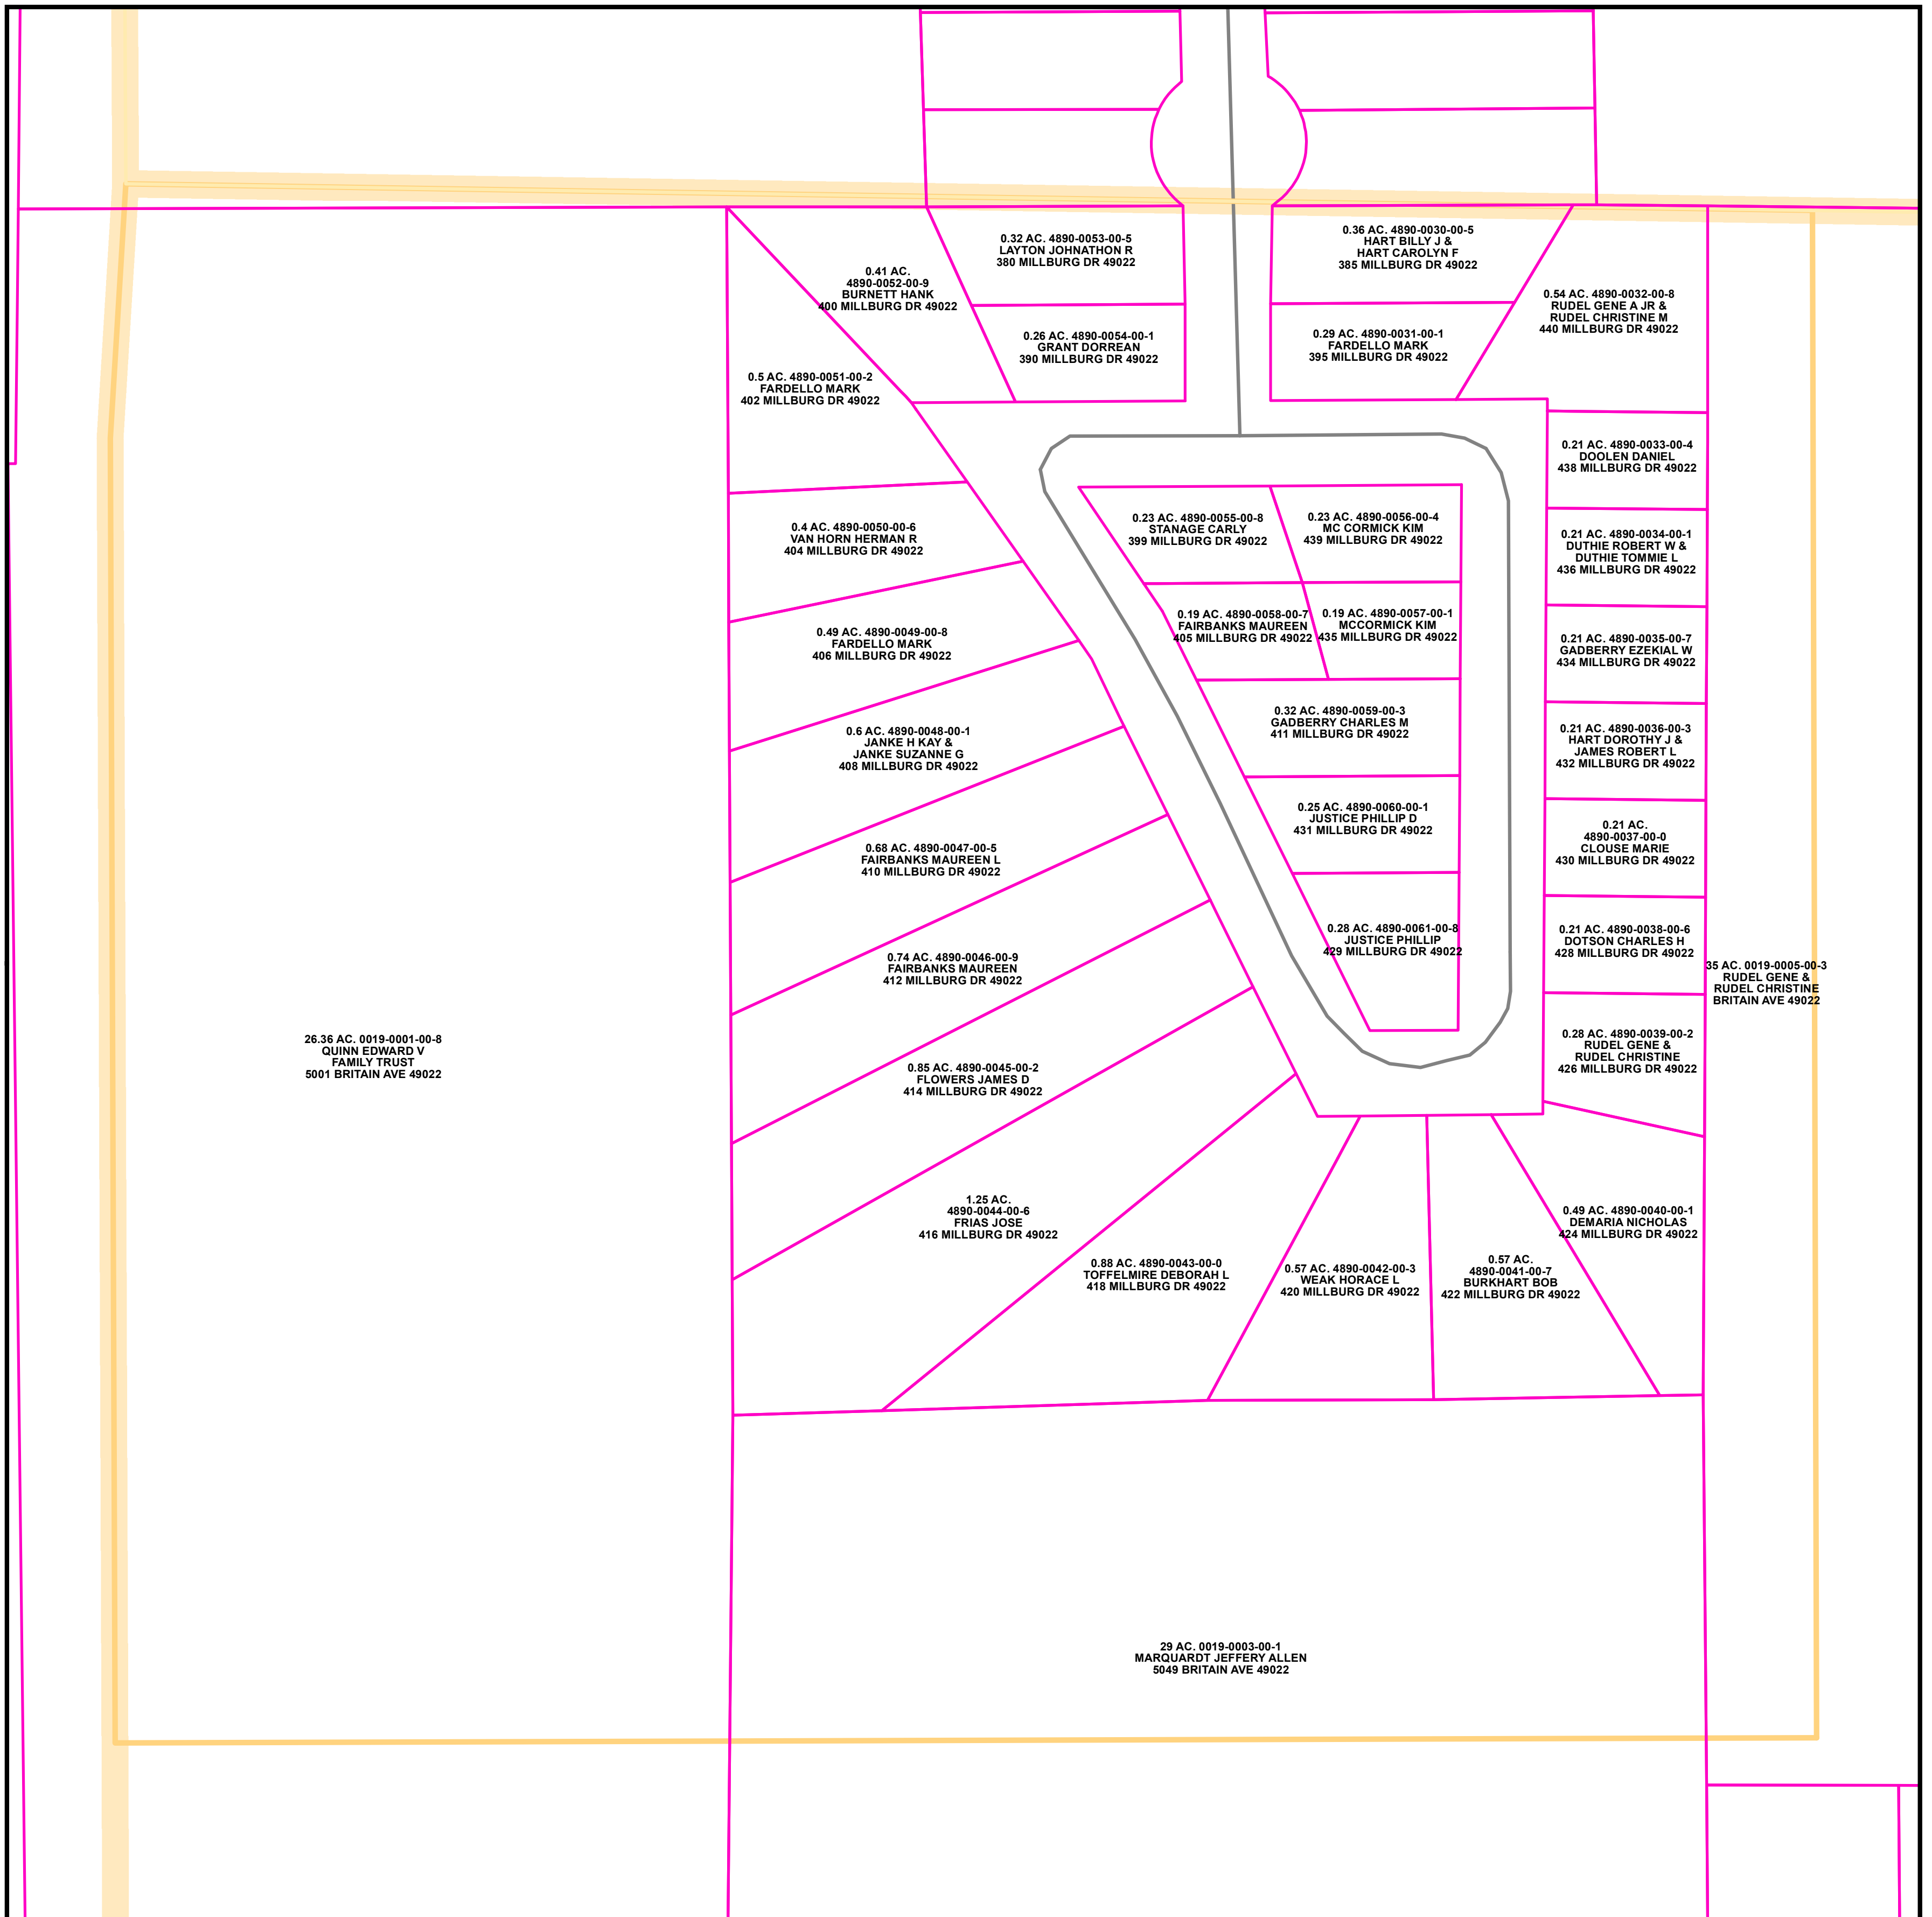 0.32 AC. 4890-0053-00-5
LAYTON JOHNATHON R
380 MILLBURG DR 49022
0.36 AC. 4890-0030-00-5
HART BILLY J &
HART CAROLYN F
385 MILLBURG DR 49022
0.41 AC.
4890-0052-00-9
BURNETT HANK
400 MILLBURG DR 49022
0.54 AC. 4890-0032-00-8
RUDEL GENE A JR &
RUDEL CHRISTINE M
440 MILLBURG DR 49022
0.26 AC. 4890-0054-00-1
GRANT DORREAN
390 MILLBURG DR 49022
0.29 AC. 4890-0031-00-1
FARDELLO MARK
395 MILLBURG DR 49022
0.5 AC. 4890-0051-00-2
FARDELLO MARK
402 MILLBURG DR 49022
0.21 AC. 4890-0033-00-4
DOOLEN DANIEL
438 MILLBURG DR 49022
0.4 AC. 4890-0050-00-6
VAN HORN HERMAN R
404 MILLBURG DR 49022
0.23 AC. 4890-0055-00-8
STANAGE CARLY
399 MILLBURG DR 49022
0.23 AC. 4890-0056-00-4
MC CORMICK KIM
439 MILLBURG DR 49022
0.21 AC. 4890-0034-00-1
DUTHIE ROBERT W &
DUTHIE TOMMIE L
436 MILLBURG DR 49022
0.49 AC. 4890-0049-00-8
FARDELLO MARK
406 MILLBURG DR 49022
0.19 AC. 4890-0058-00-7
FAIRBANKS MAUREEN
405 MILLBURG DR 49022
0.19 AC. 4890-0057-00-1
MCCORMICK KIM
435 MILLBURG DR 49022
0.21 AC. 4890-0035-00-7
GADBERRY EZEKIAL W
434 MILLBURG DR 49022
0.6 AC. 4890-0048-00-1
JANKE H KAY &
JANKE SUZANNE G
408 MILLBURG DR 49022
0.32 AC. 4890-0059-00-3
GADBERRY CHARLES M
411 MILLBURG DR 49022
0.21 AC. 4890-0036-00-3
HART DOROTHY J &
JAMES ROBERT L
432 MILLBURG DR 49022
0.68 AC. 4890-0047-00-5
FAIRBANKS MAUREEN L
410 MILLBURG DR 49022
0.25 AC. 4890-0060-00-1
JUSTICE PHILLIP D
431 MILLBURG DR 49022
0.21 AC.
4890-0037-00-0
CLOUSE MARIE
430 MILLBURG DR 49022
0.74 AC. 4890-0046-00-9
FAIRBANKS MAUREEN
412 MILLBURG DR 49022
0.28 AC. 4890-0061-00-8
JUSTICE PHILLIP
429 MILLBURG DR 49022
0.21 AC. 4890-0038-00-6
DOTSON CHARLES H
428 MILLBURG DR 49022
35 AC. 0019-0005-00-3
RUDEL GENE &
RUDEL CHRISTINE
BRITAIN AVE 49022
26.36 AC. 0019-0001-00-8
QUINN EDWARD V
FAMILY TRUST
5001 BRITAIN AVE 49022
0.85 AC. 4890-0045-00-2
FLOWERS JAMES D
414 MILLBURG DR 49022
0.28 AC. 4890-0039-00-2
RUDEL GENE &
RUDEL CHRISTINE
426 MILLBURG DR 49022
1.25 AC.
4890-0044-00-6
FRIAS JOSE
416 MILLBURG DR 49022
0.49 AC. 4890-0040-00-1
DEMARIA NICHOLAS
424 MILLBURG DR 49022
0.88 AC. 4890-0043-00-0
TOFFELMIRE DEBORAH L
418 MILLBURG DR 49022
0.57 AC. 4890-0042-00-3
WEAK HORACE L
420 MILLBURG DR 49022
0.57 AC.
4890-0041-00-7
BURKHART BOB
422 MILLBURG DR 49022
29 AC. 0019-0003-00-1
MARQUARDT JEFFERY ALLEN
5049 BRITAIN AVE 49022